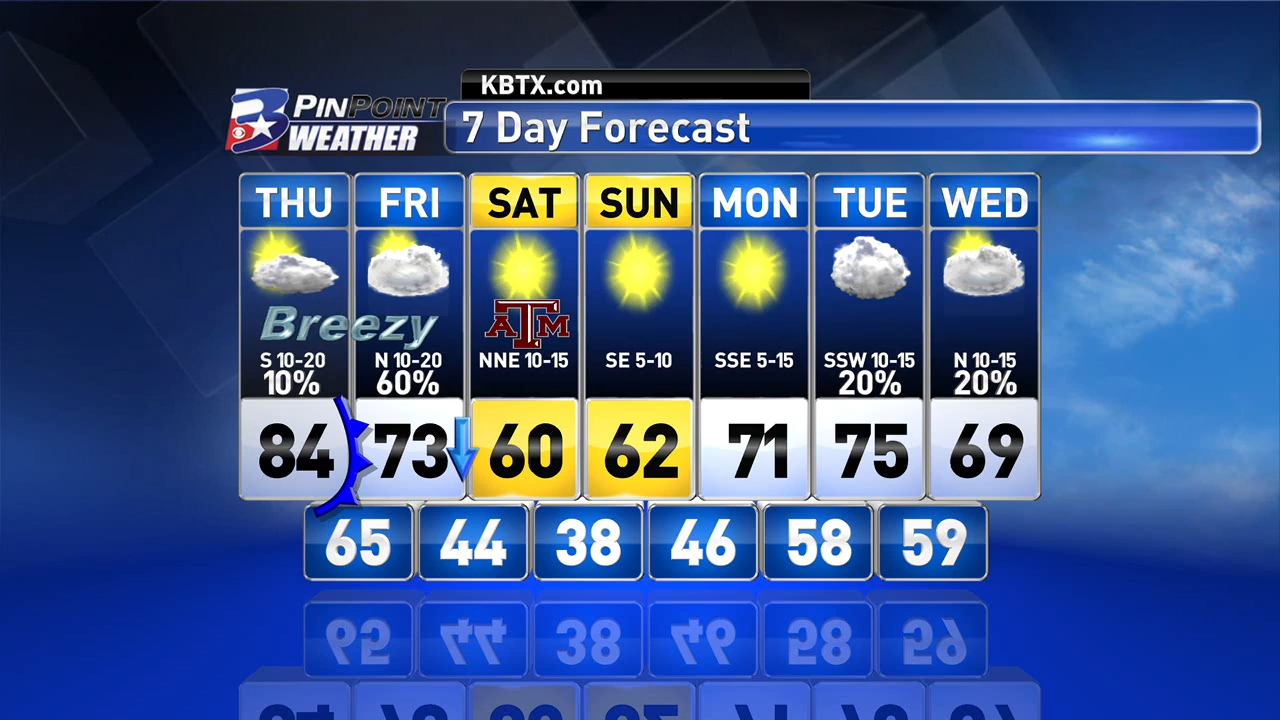 KBTX.com
3 PINPOINT
WEATHER
7 Day Forecast
THU FRI SAT SUN MON TUE WED
Breezy
ATM
S 10-20 N 10-20 NNE 10-15 SE 5-10 SSE 5-15 SSW 10-15 N 10-15
10% 60% 20% 20%
84 73 60 62 71 75 69
65 44 38 46 58 59